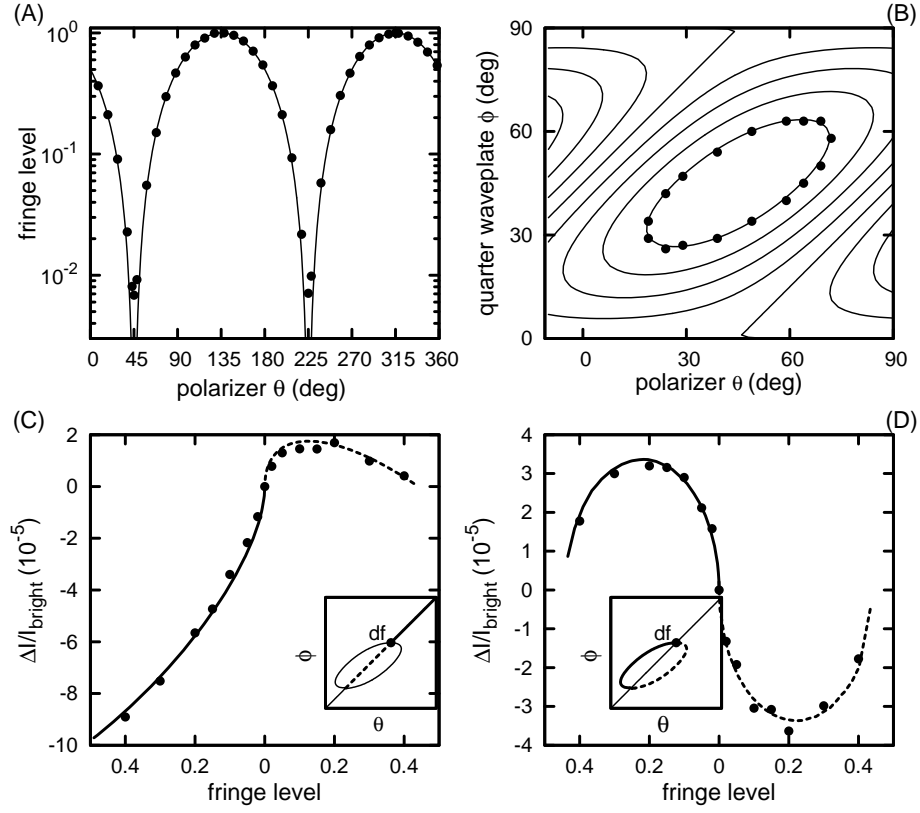 (A)
10⁰
10⁻¹
10⁻²
fringe level
0 45 90 135 180 225 270 315 360
polarizer θ (deg)
(B)
90
60
30
0
quarter waveplate ϕ (deg)
0 30 60 90
polarizer θ (deg)
(C)
2
0
-2
-4
-6
-8
-10
ΔI/I_bright (10⁻⁵)
df
ϕ
θ
0.4 0.2 0 0.2 0.4
fringe level
(D)
4
3
2
1
0
-1
-2
-3
-4
ΔI/I_bright (10⁻⁵)
df
ϕ
θ
0.4 0.2 0 0.2 0.4
fringe level